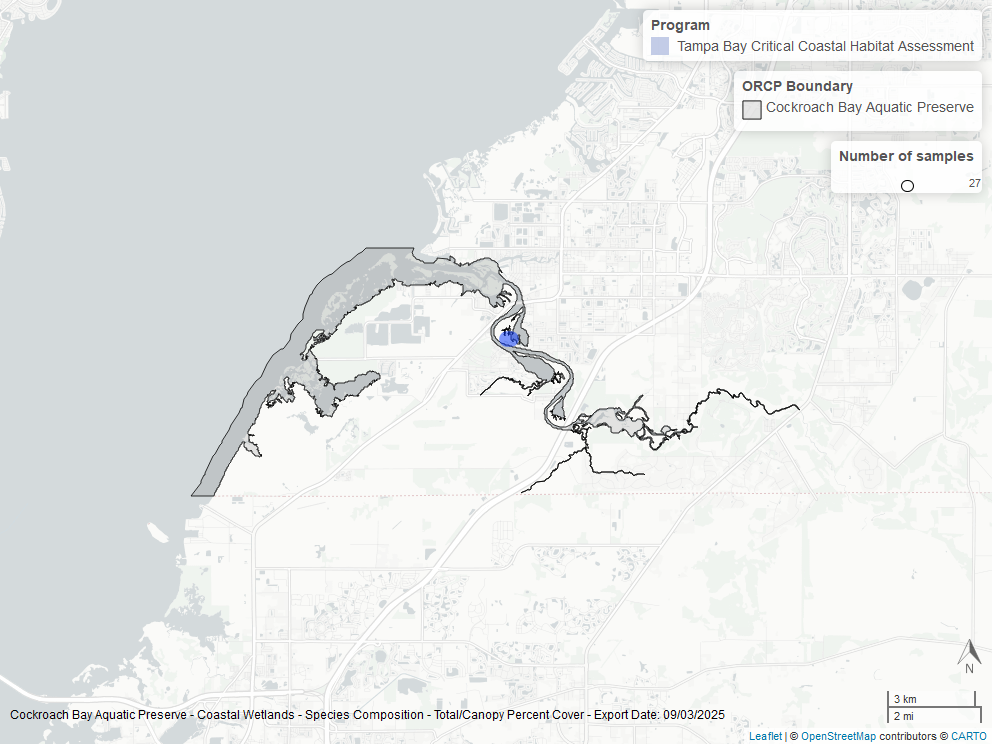 Program
Tampa Bay Critical Coastal Habitat Assessment
ORCP Boundary
Cockroach Bay Aquatic Preserve
Number of samples
27
N
3 km
2 mi
Cockroach Bay Aquatic Preserve - Coastal Wetlands - Species Composition - Total/Canopy Percent Cover - Export Date: 09/03/2025
Leaflet | © OpenStreetMap contributors © CARTO